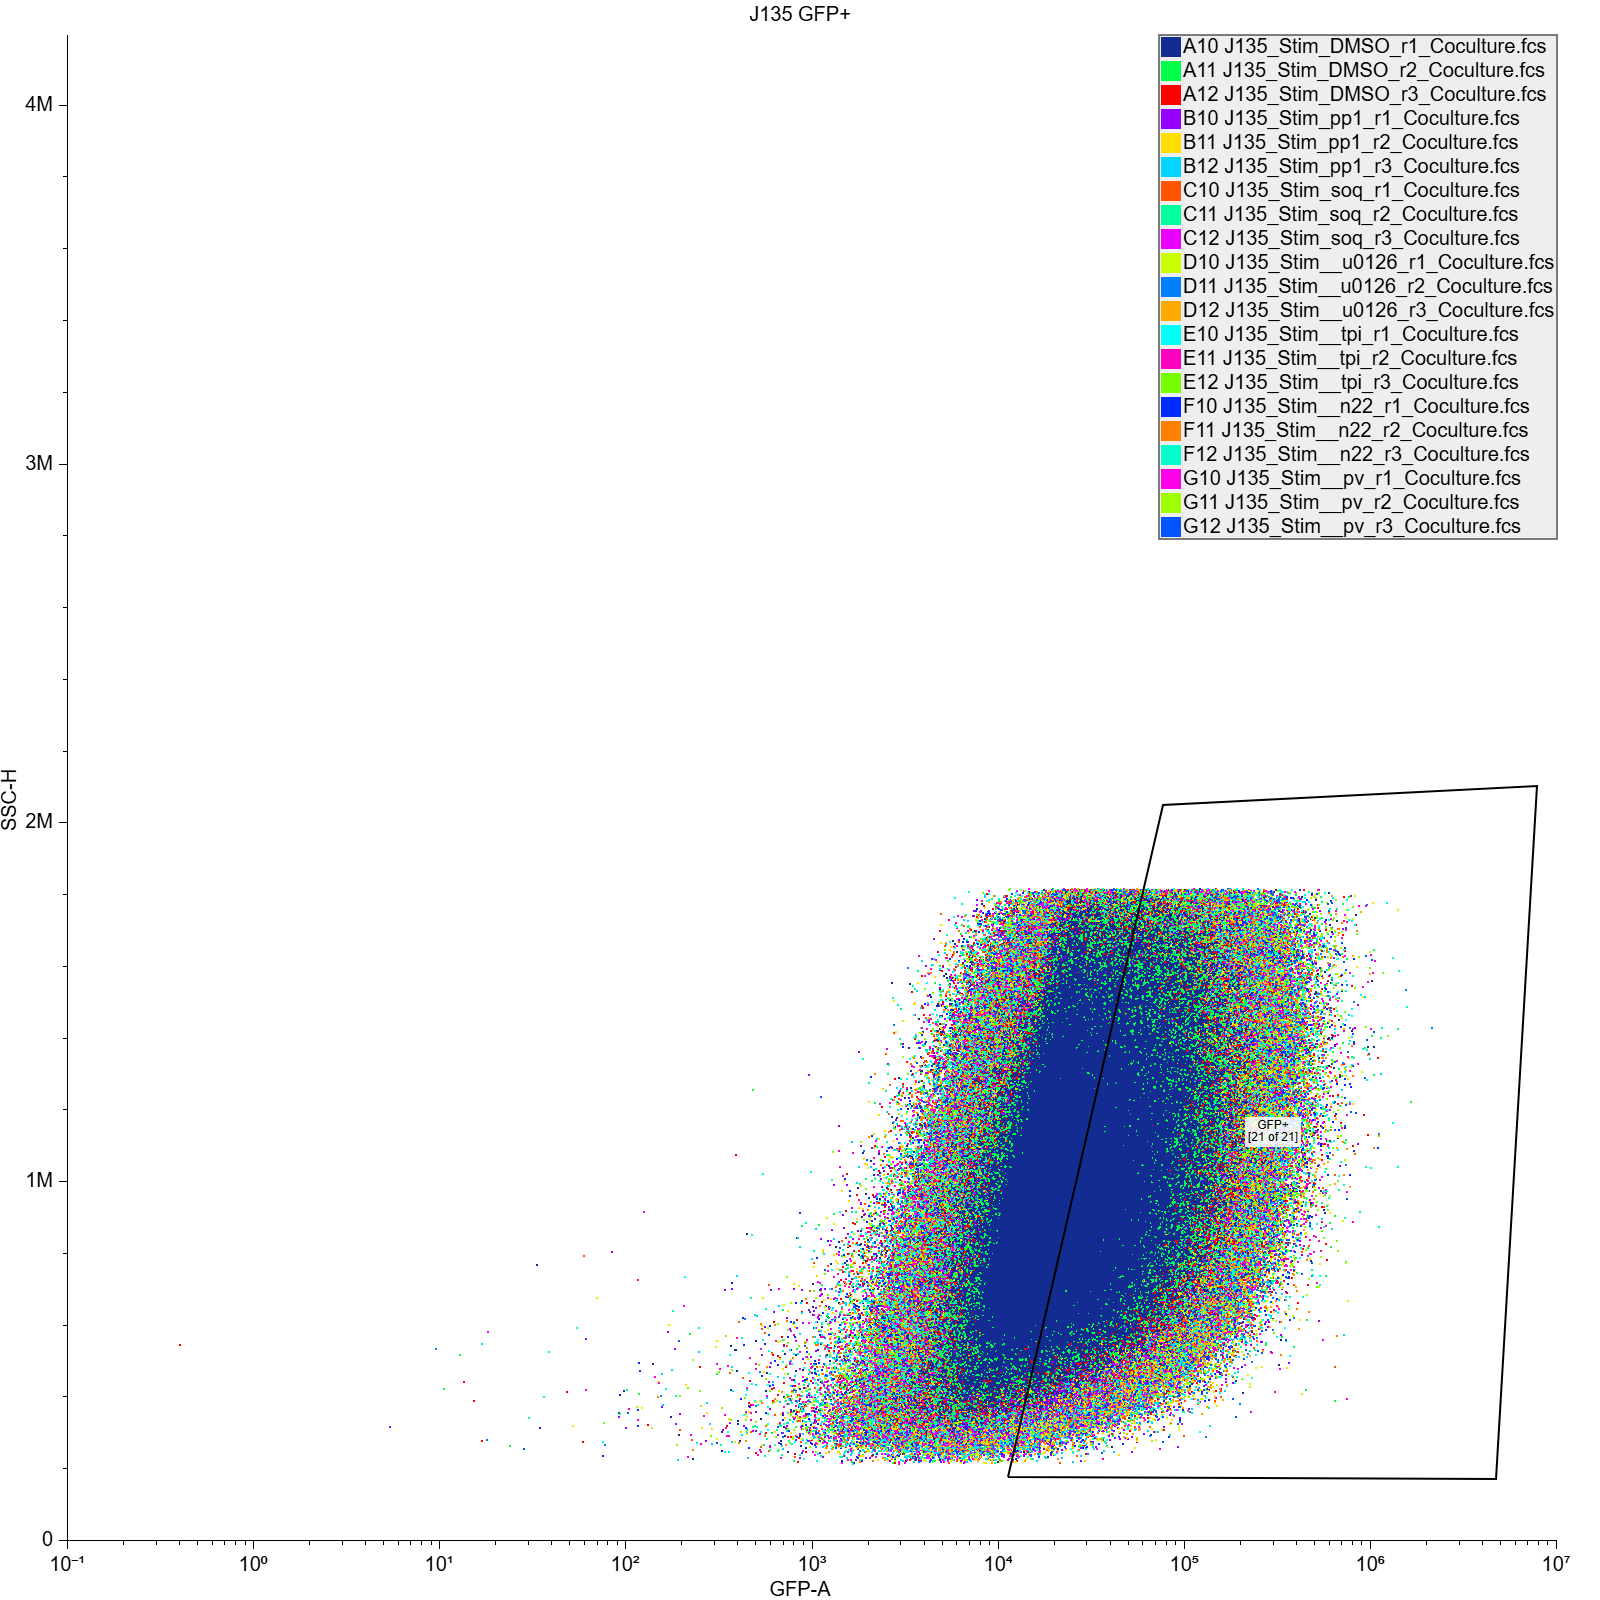 J135 GFP+
A10 J135_Stim_DMSO_r1_Coculture.fcs
A11 J135_Stim_DMSO_r2_Coculture.fcs
A12 J135_Stim_DMSO_r3_Coculture.fcs
B10 J135_Stim_pp1_r1_Coculture.fcs
B11 J135_Stim_pp1_r2_Coculture.fcs
B12 J135_Stim_pp1_r3_Coculture.fcs
C10 J135_Stim_soq_r1_Coculture.fcs
C11 J135_Stim_soq_r2_Coculture.fcs
C12 J135_Stim_soq_r3_Coculture.fcs
D10 J135_Stim__u0126_r1_Coculture.fcs
D11 J135_Stim__u0126_r2_Coculture.fcs
D12 J135_Stim__u0126_r3_Coculture.fcs
E10 J135_Stim__tpi_r1_Coculture.fcs
E11 J135_Stim__tpi_r2_Coculture.fcs
E12 J135_Stim__tpi_r3_Coculture.fcs
F10 J135_Stim__n22_r1_Coculture.fcs
F11 J135_Stim__n22_r2_Coculture.fcs
F12 J135_Stim__n22_r3_Coculture.fcs
G10 J135_Stim__pv_r1_Coculture.fcs
G11 J135_Stim__pv_r2_Coculture.fcs
G12 J135_Stim__pv_r3_Coculture.fcs
4M
3M
2M
1M
0
SSC-H
GFP+
[21 of 21]
10⁻¹ 10⁰ 10¹ 10² 10³ 10⁴ 10⁵ 10⁶ 10⁷
GFP-A